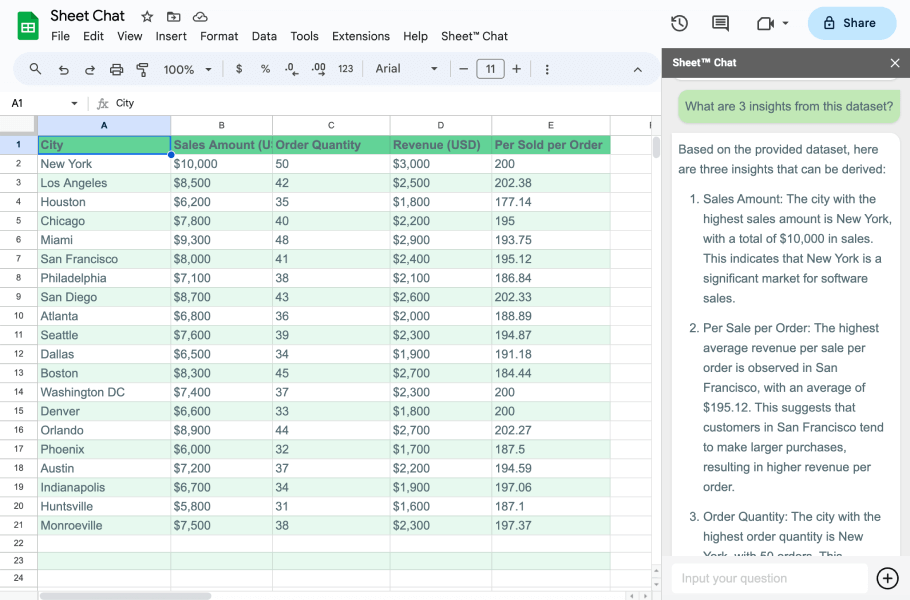 Sheet Chat
File Edit View Insert Format Data Tools Extensions Help Sheet™ Chat
Share
100% $ % .0 .00 123 Arial 11
A1 fx City
A B C D E
1 City Sales Amount (U Order Quantity Revenue (USD) Per Sold per Order
2 New York $10,000 50 $3,000 200
3 Los Angeles $8,500 42 $2,500 202.38
4 Houston $6,200 35 $1,800 177.14
5 Chicago $7,800 40 $2,200 195
6 Miami $9,300 48 $2,900 193.75
7 San Francisco $8,000 41 $2,400 195.12
8 Philadelphia $7,100 38 $2,100 186.84
9 San Diego $8,700 43 $2,600 202.33
10 Atlanta $6,800 36 $2,000 188.89
11 Seattle $7,600 39 $2,300 194.87
12 Dallas $6,500 34 $1,900 191.18
13 Boston $8,300 45 $2,700 184.44
14 Washington DC $7,400 37 $2,300 200
15 Denver $6,600 33 $1,800 200
16 Orlando $8,900 44 $2,700 202.27
17 Phoenix $6,000 32 $1,700 187.5
18 Austin $7,200 37 $2,200 194.59
19 Indianapolis $6,700 34 $1,900 197.06
20 Huntsville $5,800 31 $1,600 187.1
21 Monroeville $7,500 38 $2,300 197.37
22
23
24
Sheet™ Chat
What are 3 insights from this dataset?
Based on the provided dataset, here
are three insights that can be derived:
1. Sales Amount: The city with the
highest sales amount is New York,
with a total of $10,000 in sales.
This indicates that New York is a
significant market for software
sales.
2. Per Sale per Order: The highest
average revenue per sale per
order is observed in San
Francisco, with an average of
$195.12. This suggests that
customers in San Francisco tend
to make larger purchases,
resulting in higher revenue per
order.
3. Order Quantity: The city with the
highest order quantity is New
York, with 50 orders. This
Input your question